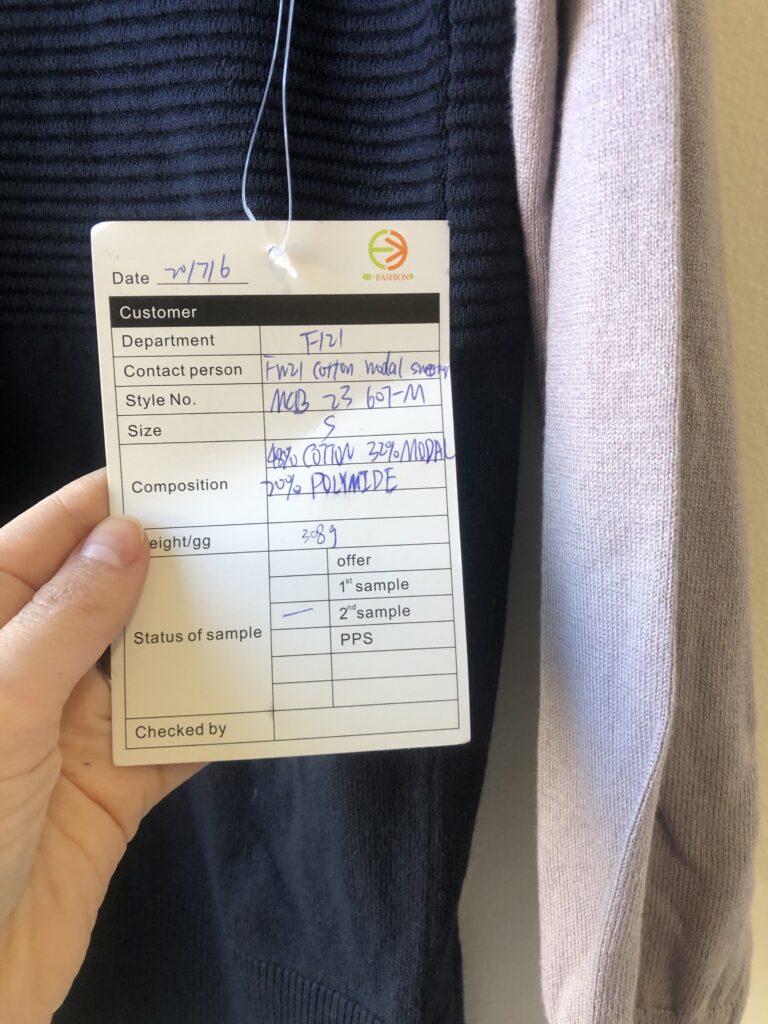 Date 20/7/6
E-FASHION
Customer
Department F121
Contact person FW21 cotton modal sweater
Style No. MCB 23 607-M
Size S
48% COTTON 32% MODAL
Composition 20% POLYMIDE
eight/gg 308g
offer
1st sample
Status of sample — 2nd sample
PPS
Checked by